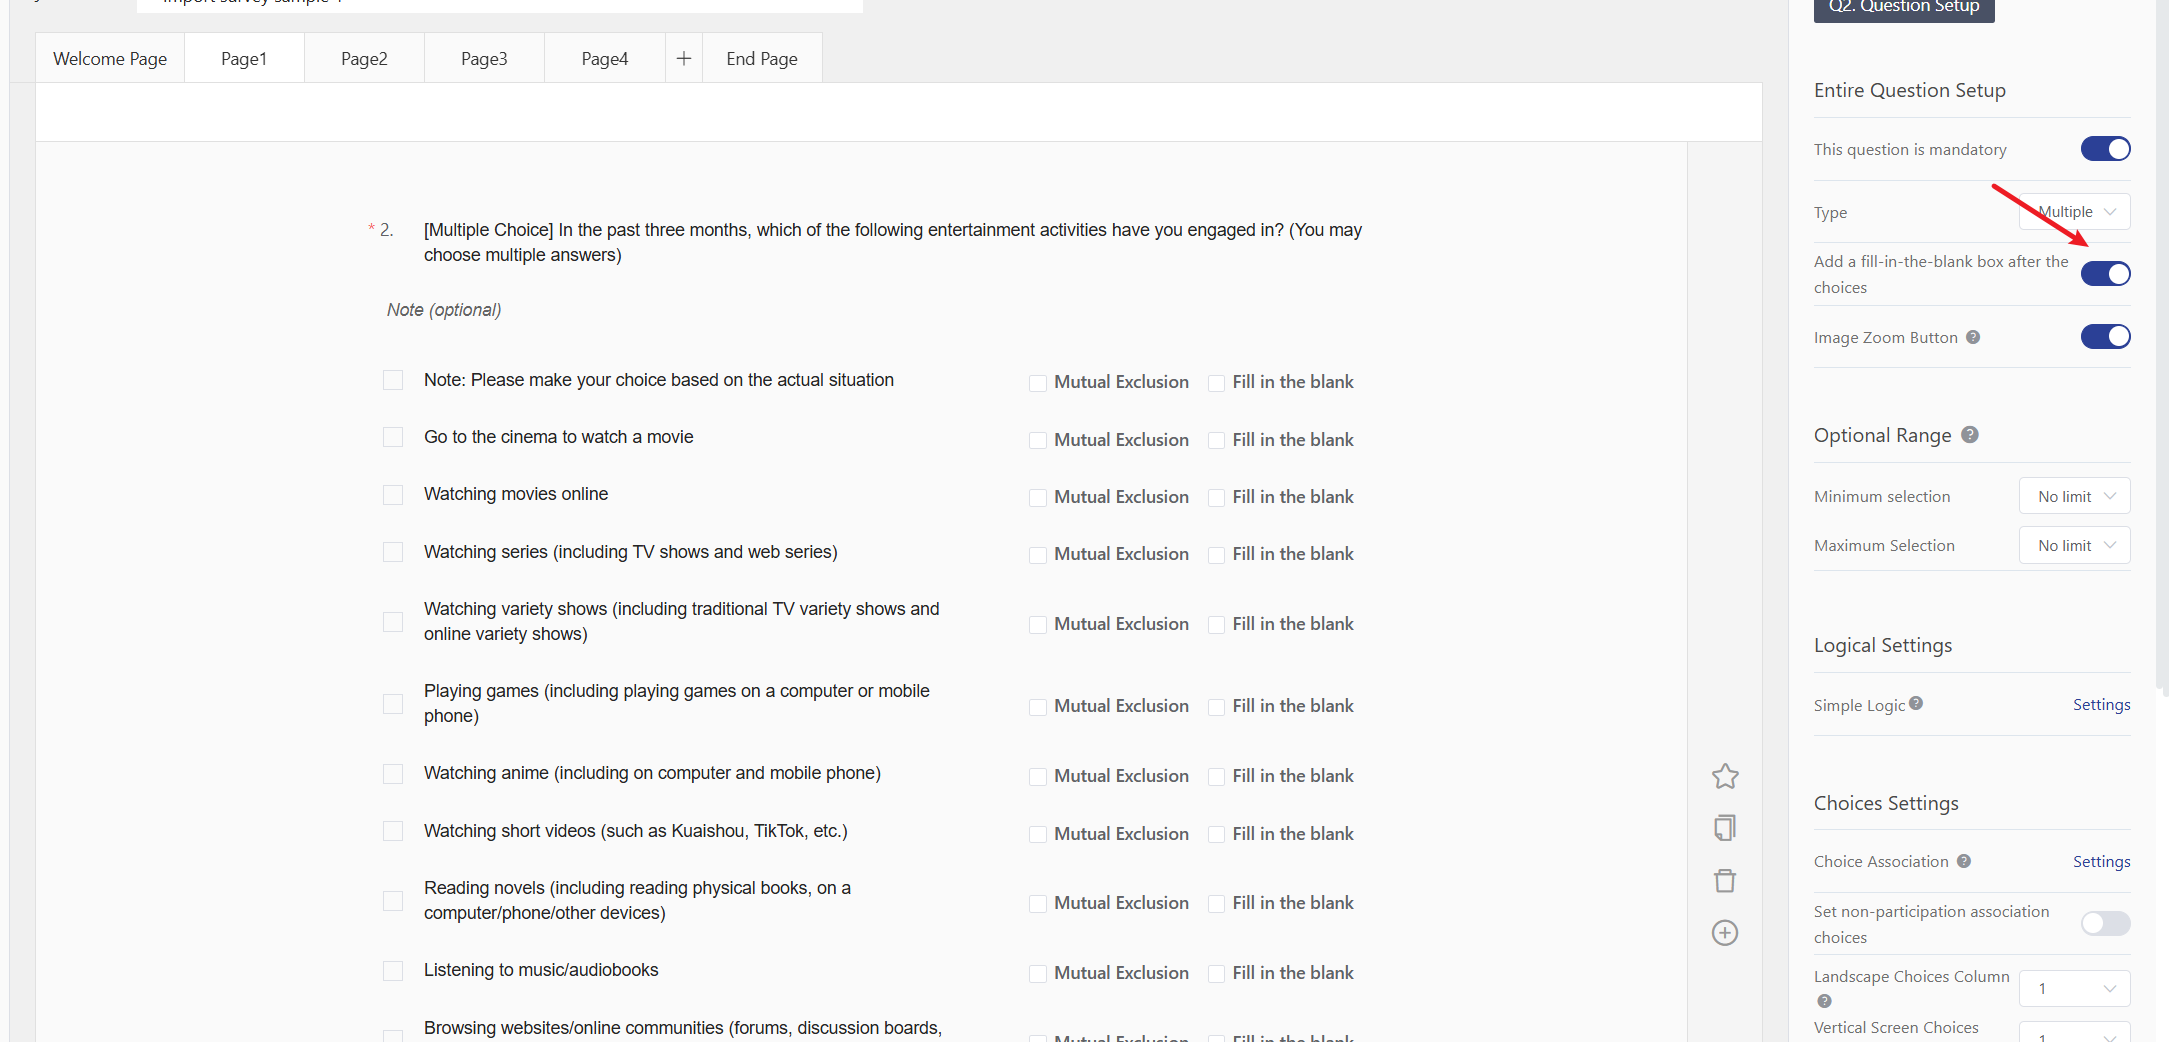 import survey sample
Q2. Question Setup
Welcome Page
Page1
Page2
Page3
Page4
End Page
Entire Question Setup
This question is mandatory
Type
Multiple
Add a fill-in-the-blank box after the
choices
Image Zoom Button
* 2. [Multiple Choice] In the past three months, which of the following entertainment activities have you engaged in? (You may
choose multiple answers)
Note (optional)
Note: Please make your choice based on the actual situation
Mutual Exclusion
Fill in the blank
Go to the cinema to watch a movie
Mutual Exclusion
Fill in the blank
Watching movies online
Mutual Exclusion
Fill in the blank
Watching series (including TV shows and web series)
Mutual Exclusion
Fill in the blank
Watching variety shows (including traditional TV variety shows and
online variety shows)
Mutual Exclusion
Fill in the blank
Playing games (including playing games on a computer or mobile
phone)
Mutual Exclusion
Fill in the blank
Watching anime (including on computer and mobile phone)
Mutual Exclusion
Fill in the blank
Watching short videos (such as Kuaishou, TikTok, etc.)
Mutual Exclusion
Fill in the blank
Reading novels (including reading physical books, on a
computer/phone/other devices)
Mutual Exclusion
Fill in the blank
Listening to music/audiobooks
Mutual Exclusion
Fill in the blank
Browsing websites/online communities (forums, discussion boards,
Mutual Exclusion
Fill in the blank
Optional Range
Minimum selection
No limit
Maximum Selection
No limit
Logical Settings
Simple Logic
Settings
Choices Settings
Choice Association
Settings
Set non-participation association
choices
Landscape Choices Column
1
Vertical Screen Choices
1